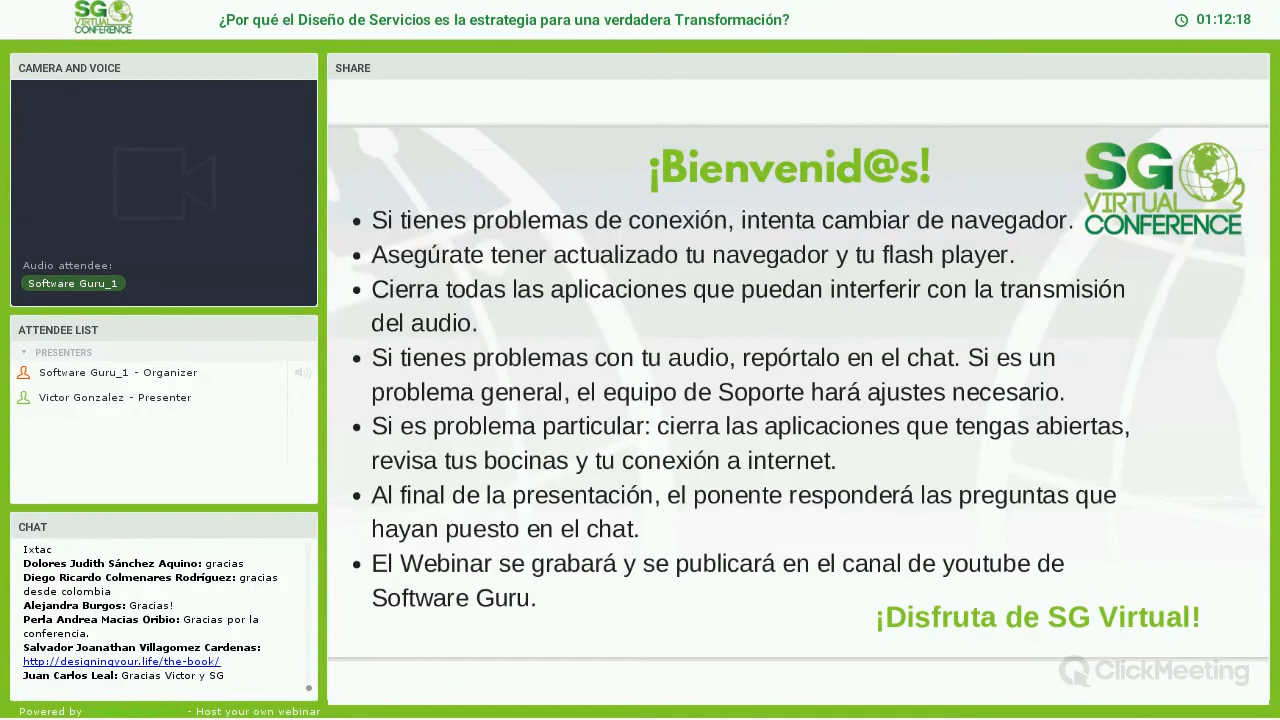 SG
VIRTUAL
CONFERENCE
¿Por qué el Diseño de Servicios es la estrategia para una verdadera Transformación?
01:12:18
CAMERA AND VOICE
Audio attendee:
Software Guru_1
ATTENDEE LIST
PRESENTERS
Software Guru_1 - Organizer
Victor Gonzalez - Presenter
CHAT
Ixtac
Dolores Judith Sánchez Aquino: gracias
Diego Ricardo Colmenares Rodríguez: gracias
desde colombia
Alejandra Burgos: Gracias!
Perla Andrea Macias Oribio: Gracias por la
conferencia.
Salvador Joanathan Villagomez Cardenas:
http://designingyour.life/the-book/
Juan Carlos Leal: Gracias Victor y SG
Powered by
- Host your own webinar
SHARE
¡Bienvenid@s!
SG
VIRTUAL
CONFERENCE
• Si tienes problemas de conexión, intenta cambiar de navegador.
• Asegúrate tener actualizado tu navegador y tu flash player.
• Cierra todas las aplicaciones que puedan interferir con la transmisión
del audio.
• Si tienes problemas con tu audio, repórtalo en el chat. Si es un
problema general, el equipo de Soporte hará ajustes necesario.
• Si es problema particular: cierra las aplicaciones que tengas abiertas,
revisa tus bocinas y tu conexión a internet.
• Al final de la presentación, el ponente responderá las preguntas que
hayan puesto en el chat.
• El Webinar se grabará y se publicará en el canal de youtube de
Software Guru.
¡Disfruta de SG Virtual!
ClickMeeting